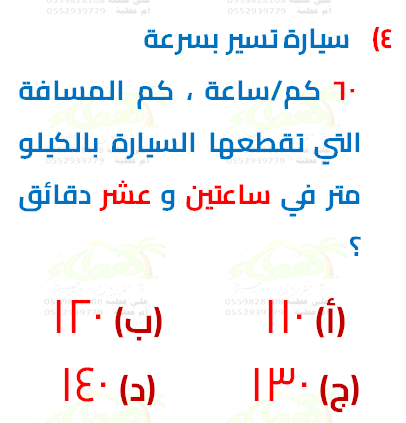 ٤) سيارة تسير بسرعة
٦٠ كم/ساعة ، كم المسافة
التي تقطعها السيارة بالكيلو
متر في ساعتين و عشر دقائق
؟
(أ) ١١٠ (ب) ١٢٠
(ج) ١٣٠ (د) ١٤٠